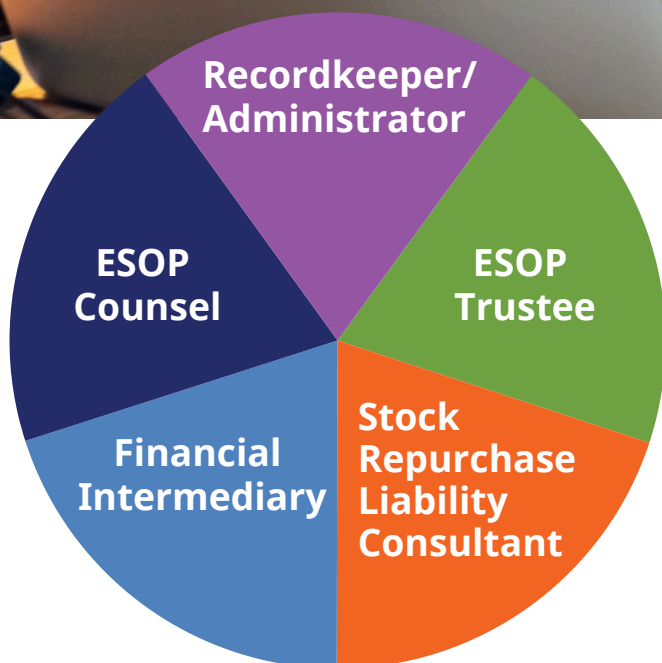 Recordkeeper/
Administrator
ESOP
Counsel
ESOP
Trustee
Financial
Intermediary
Stock
Repurchase
Liability
Consultant